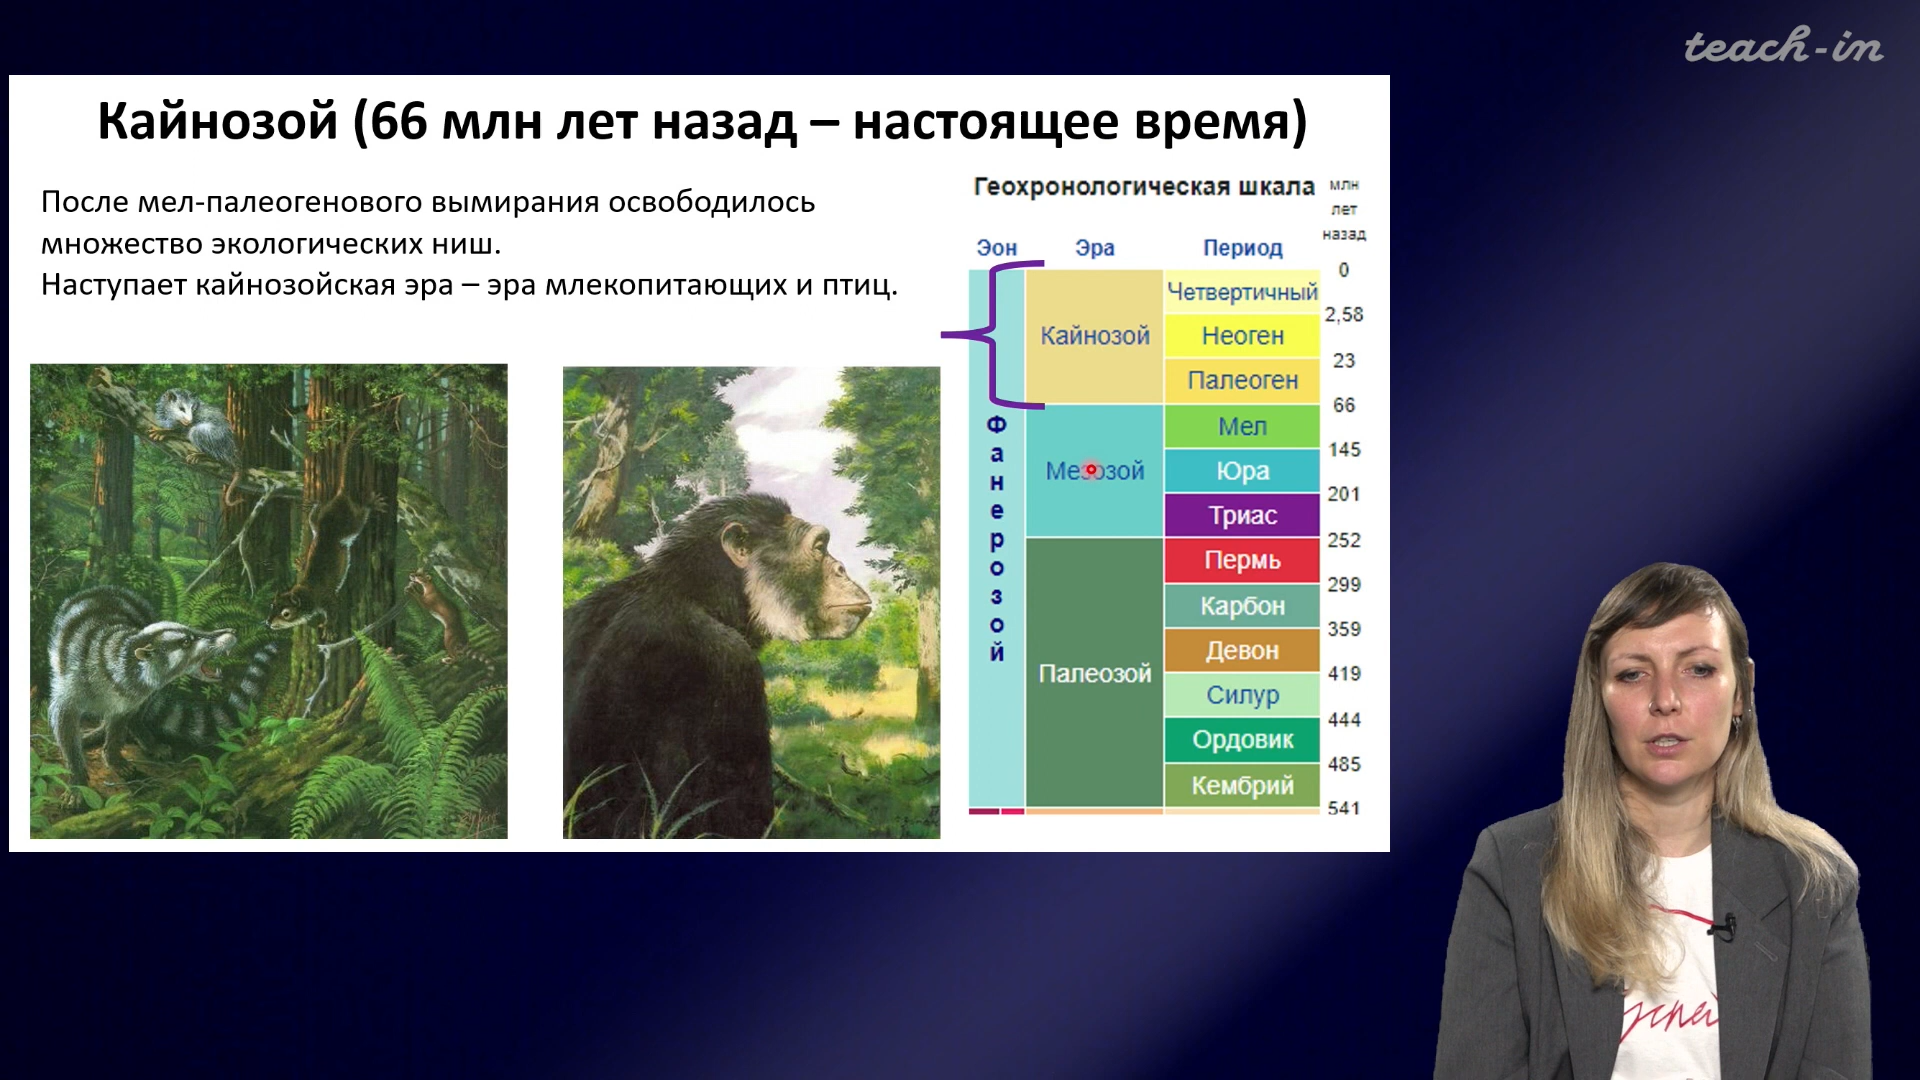 teach-in
Кайнозой (66 млн лет назад – настоящее время)
После мел-палеогенового вымирания освободилось
множество экологических ниш.
Наступает кайнозойская эра – эра млекопитающих и птиц.
Геохронологическая шкала
млн
лет
назад
Эон Эра Период
0
Четвертичный
2,58
Кайнозой Неоген
23
Палеоген
66
Фанерозой
Мел
145
Мезозой Юра
201
Триас
252
Пермь
299
Карбон
359
Девон
419
Палеозой
Силур
444
Ордовик
485
Кембрий
541